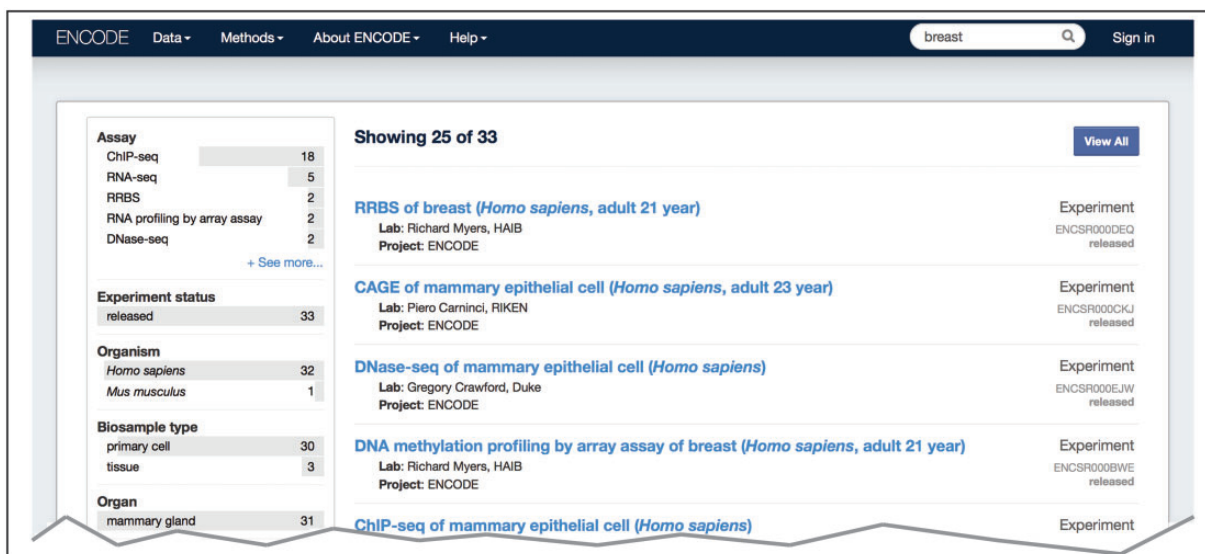 ENCODE Data Methods About ENCODE Help breast Sign in
Assay
ChIP-seq 18
RNA-seq 5
RRBS 2
RNA profiling by array assay 2
DNase-seq 2
+ See more...
Experiment status
released 33
Organism
Homo sapiens 32
Mus musculus 1
Biosample type
primary cell 30
tissue 3
Organ
mammary gland 31
Showing 25 of 33
View All
RRBS of breast (Homo sapiens, adult 21 year) Experiment
Lab: Richard Myers, HAIB ENCSR000DEQ
Project: ENCODE released
CAGE of mammary epithelial cell (Homo sapiens, adult 23 year) Experiment
Lab: Piero Carninci, RIKEN ENCSR000CKJ
Project: ENCODE released
DNase-seq of mammary epithelial cell (Homo sapiens) Experiment
Lab: Gregory Crawford, Duke ENCSR000EJW
Project: ENCODE released
DNA methylation profiling by array assay of breast (Homo sapiens, adult 21 year) Experiment
Lab: Richard Myers, HAIB ENCSR000BWE
Project: ENCODE released
ChIP-seq of mammary epithelial cell (Homo sapiens) Experiment